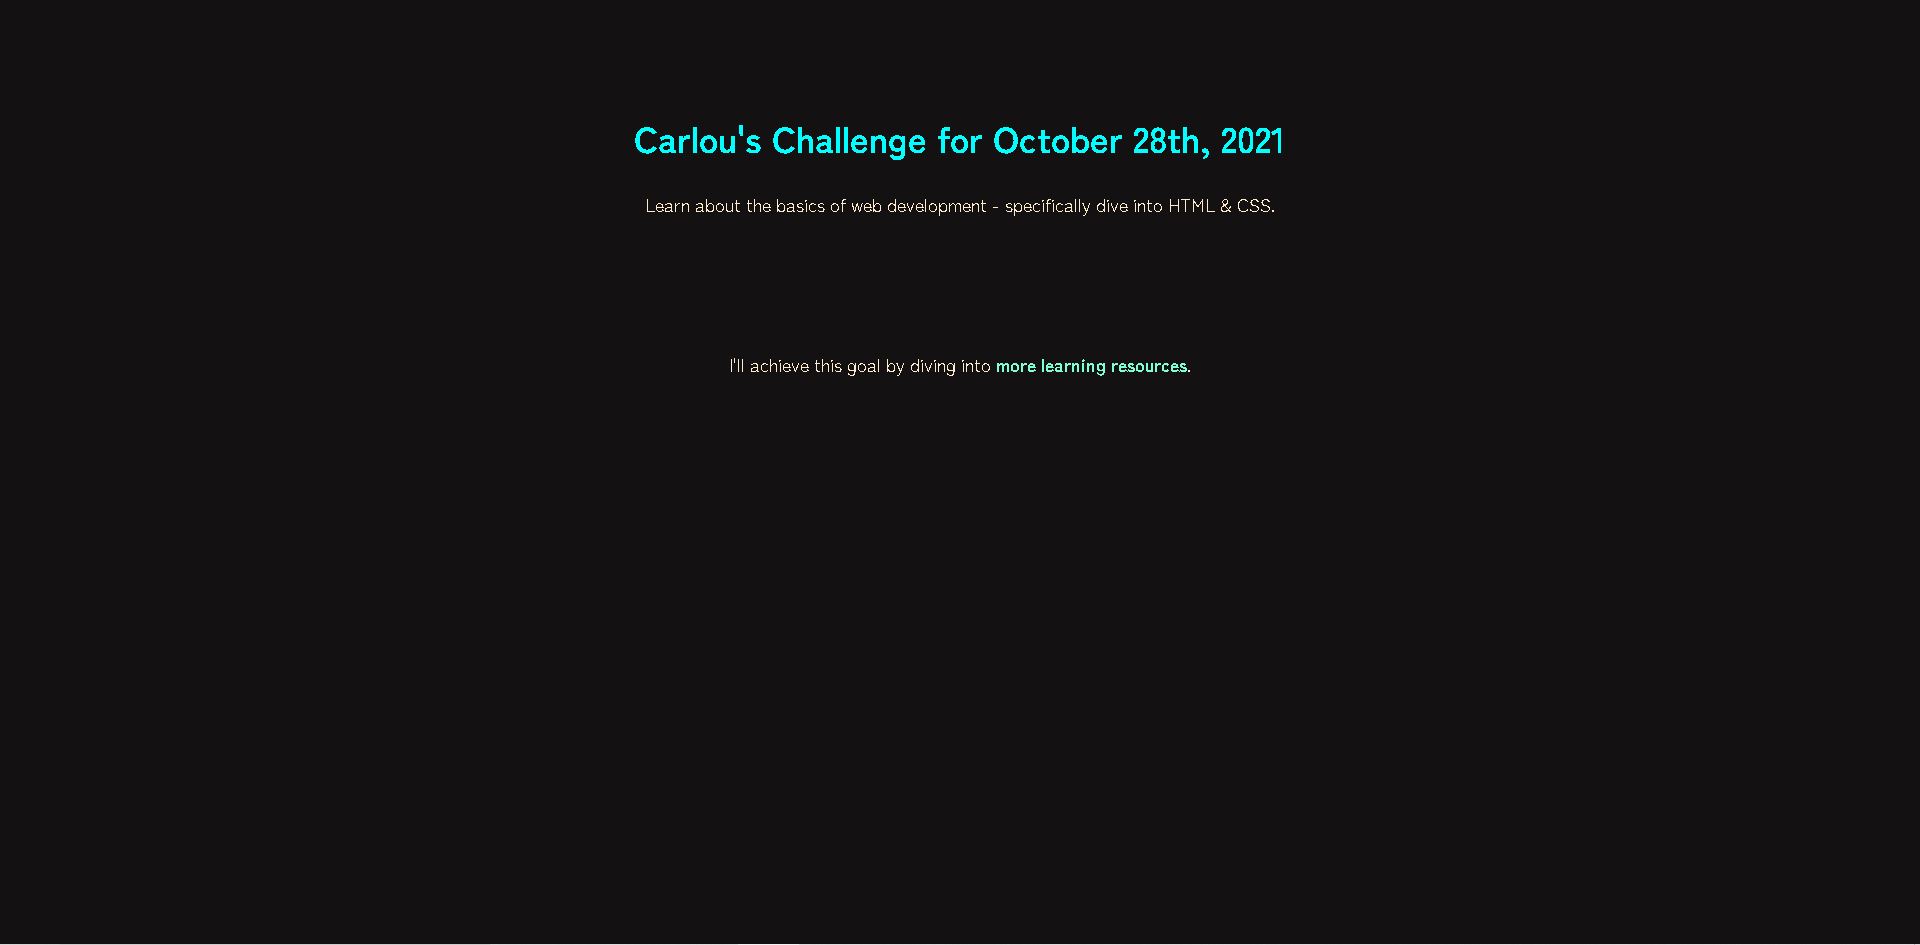 Carlou's Challenge for October 28th, 2021
Learn about the basics of web development - specifically dive into HTML & CSS.
I'll achieve this goal by diving into more learning resources.